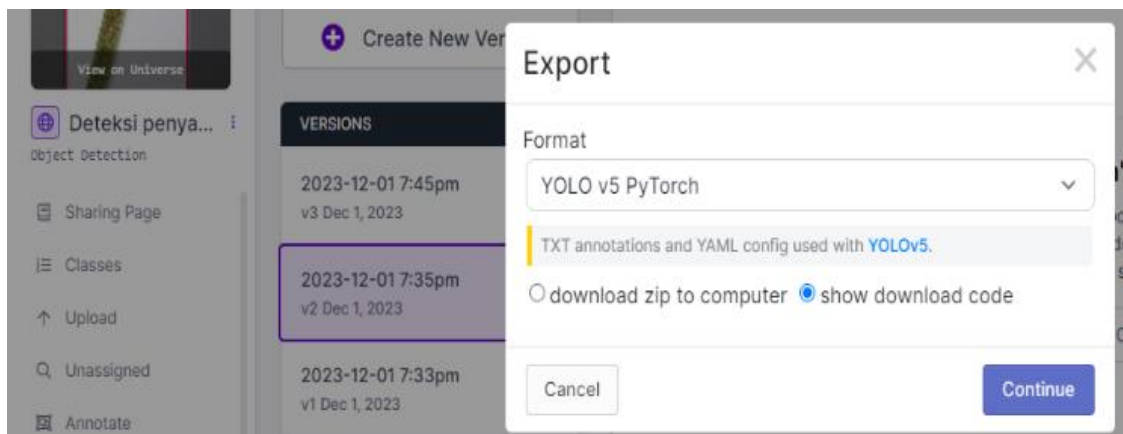 View on Universe
Deteksi penya...
Object Detection
Sharing Page
Classes
Upload
Unassigned
Annotate
Create New Ver
VERSIONS
2023-12-01 7:45pm
v3 Dec 1, 2023
2023-12-01 7:35pm
v2 Dec 1, 2023
2023-12-01 7:33pm
v1 Dec 1, 2023
Export
Format
YOLO v5 PyTorch
TXT annotations and YAML config used with YOLOv5.
download zip to computer show download code
Cancel Continue